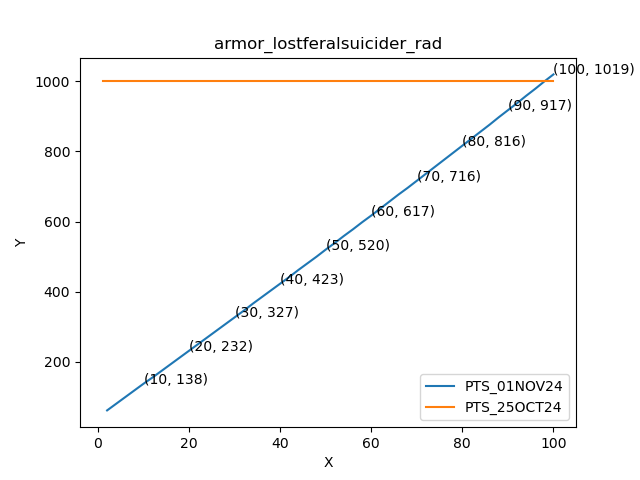 armor_lostferalsuicider_rad
1000
800
600
400
200
Y
(100, 1019)
(90, 917)
(80, 816)
(70, 716)
(60, 617)
(50, 520)
(40, 423)
(30, 327)
(20, 232)
(10, 138)
PTS_01NOV24
PTS_25OCT24
0 20 40 60 80 100
X